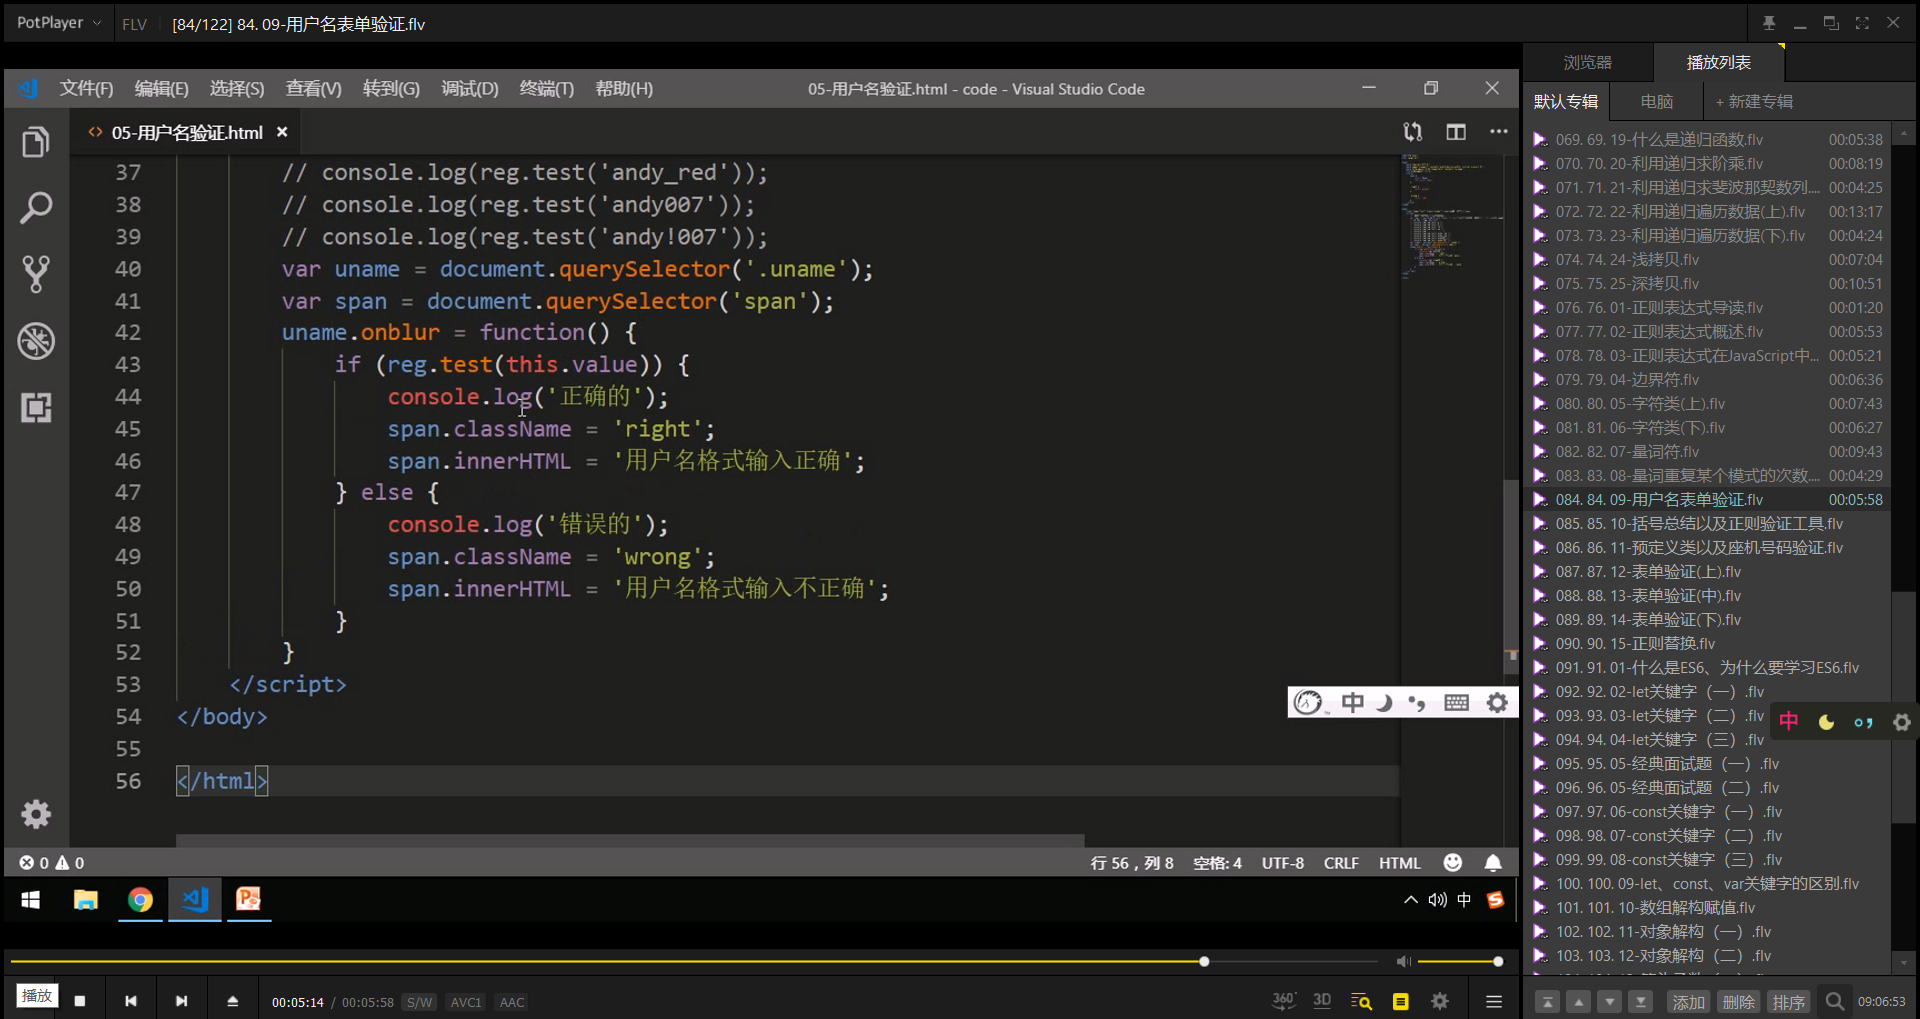 PotPlayer
FLV
[84/122] 84. 09-用户名表单验证.flv
文件(F) 编辑(E) 选择(S) 查看(V) 转到(G) 调试(D) 终端(T) 帮助(H)
05-用户名验证.html - code - Visual Studio Code
<> 05-用户名验证.html
37 // console.log(reg.test('andy_red'));
38 // console.log(reg.test('andy007'));
39 // console.log(reg.test('andy!007'));
40 var uname = document.querySelector('.uname');
41 var span = document.querySelector('span');
42 uname.onblur = function() {
43 if (reg.test(this.value)) {
44 console.log('正确的');
45 span.className = 'right';
46 span.innerHTML = '用户名格式输入正确';
47 } else {
48 console.log('错误的');
49 span.className = 'wrong';
50 span.innerHTML = '用户名格式输入不正确';
51 }
52 }
53 </script>
54 </body>
55
56 </html>
中
0 0
行 56，列 8 空格: 4 UTF-8 CRLF HTML
中
播放
00:05:14 / 00:05:58 S/W AVC1 AAC
360° 3D
浏览器 播放列表
默认专辑 电脑 + 新建专辑
069. 69. 19-什么是递归函数.flv 00:05:38
070. 70. 20-利用递归求阶乘.flv 00:08:19
071. 71. 21-利用递归求斐波那契数列.... 00:04:25
072. 72. 22-利用递归遍历数据(上).flv 00:13:17
073. 73. 23-利用递归遍历数据(下).flv 00:04:24
074. 74. 24-浅拷贝.flv 00:07:04
075. 75. 25-深拷贝.flv 00:10:51
076. 76. 01-正则表达式导读.flv 00:01:20
077. 77. 02-正则表达式概述.flv 00:05:53
078. 78. 03-正则表达式在JavaScript中... 00:05:21
079. 79. 04-边界符.flv 00:06:36
080. 80. 05-字符类(上).flv 00:07:43
081. 81. 06-字符类(下).flv 00:06:27
082. 82. 07-量词符.flv 00:09:43
083. 83. 08-量词重复某个模式的次数.... 00:04:29
084. 84. 09-用户名表单验证.flv 00:05:58
085. 85. 10-括号总结以及正则验证工具.flv
086. 86. 11-预定义类以及座机号码验证.flv
087. 87. 12-表单验证(上).flv
088. 88. 13-表单验证(中).flv
089. 89. 14-表单验证(下).flv
090. 90. 15-正则替换.flv
091. 91. 01-什么是ES6、为什么要学习ES6.flv
092. 92. 02-let关键字（一）.flv
093. 93. 03-let关键字（二）.flv
中
094. 94. 04-let关键字（三）.flv
095. 95. 05-经典面试题（一）.flv
096. 96. 05-经典面试题（二）.flv
097. 97. 06-const关键字（一）.flv
098. 98. 07-const关键字（二）.flv
099. 99. 08-const关键字（三）.flv
100. 100. 09-let、const、var关键字的区别.flv
101. 101. 10-数组解构赋值.flv
102. 102. 11-对象解构（一）.flv
103. 103. 12-对象解构（二）.flv
添加 删除 排序 09:06:53